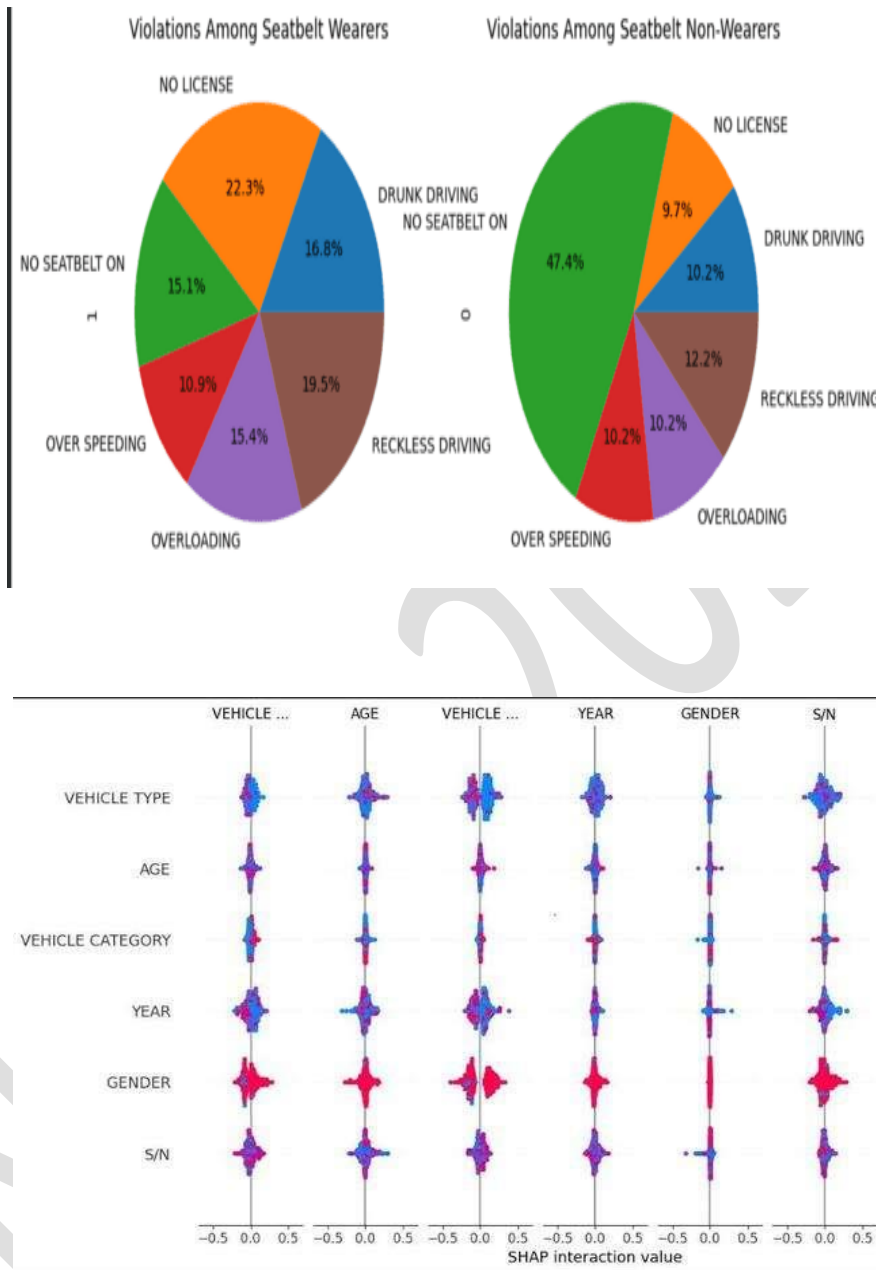 Violations Among Seatbelt Wearers
Violations Among Seatbelt Non-Wearers
NO LICENSE
22.3%
DRUNK DRIVING
16.8%
NO SEATBELT ON
15.1%
1
10.9%
OVER SPEEDING
15.4%
OVERLOADING
19.5%
RECKLESS DRIVING
NO LICENSE
9.7%
NO SEATBELT ON
47.4%
DRUNK DRIVING
10.2%
0
12.2%
RECKLESS DRIVING
10.2%
OVER SPEEDING
10.2%
OVERLOADING
VEHICLE ... AGE VEHICLE ... YEAR GENDER S/N
VEHICLE TYPE
AGE
VEHICLE CATEGORY
YEAR
GENDER
S/N
−0.5 0.0 0.5 −0.5 0.0 0.5 −0.5 0.0 0.5 −0.5 0.0 0.5 −0.5 0.0 0.5 −0.5 0.0 0.5
SHAP interaction value